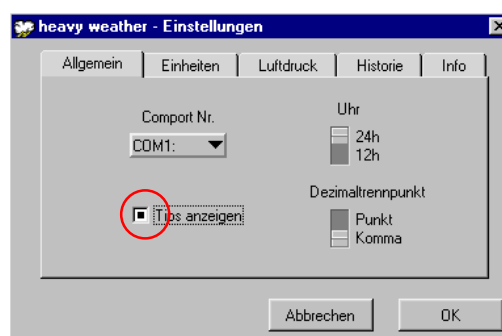 heavy weather - Einstellungen
Allgemein Einheiten Luftdruck Historie Info
Comport Nr.
COM1:
Uhr
24h
12h
Tips anzeigen
Dezimaltrennpunkt
Punkt
Komma
Abbrechen OK